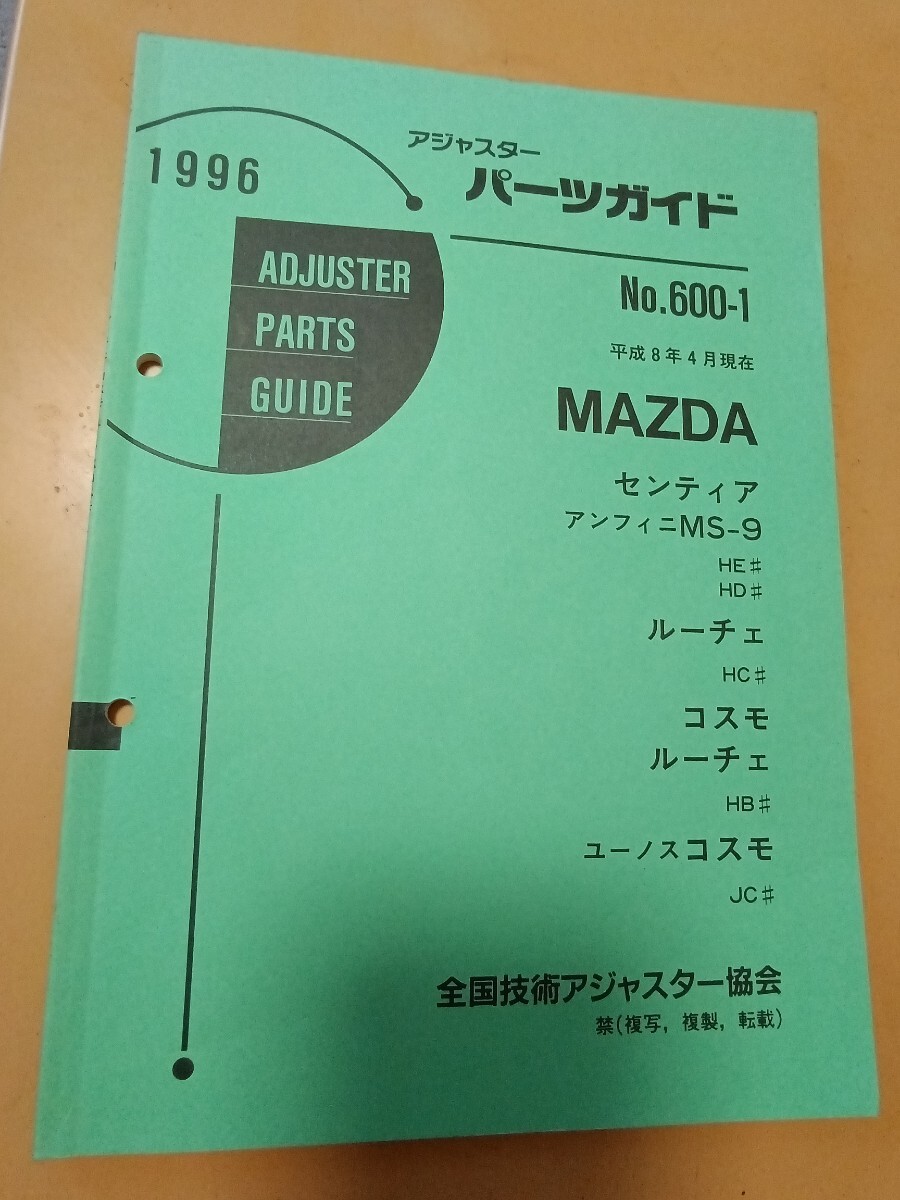 1996
アジャスター
パーツガイド
ADJUSTER
PARTS
GUIDE
No.600-1
平成8年4月現在
MAZDA
センティア
アンフィニMS-9
HE♯
HD♯
ルーチェ
HC♯
コスモ
ルーチェ
HB♯
ユーノスコスモ
JC♯
全国技術アジャスター協会
禁(複写, 複製, 転載)